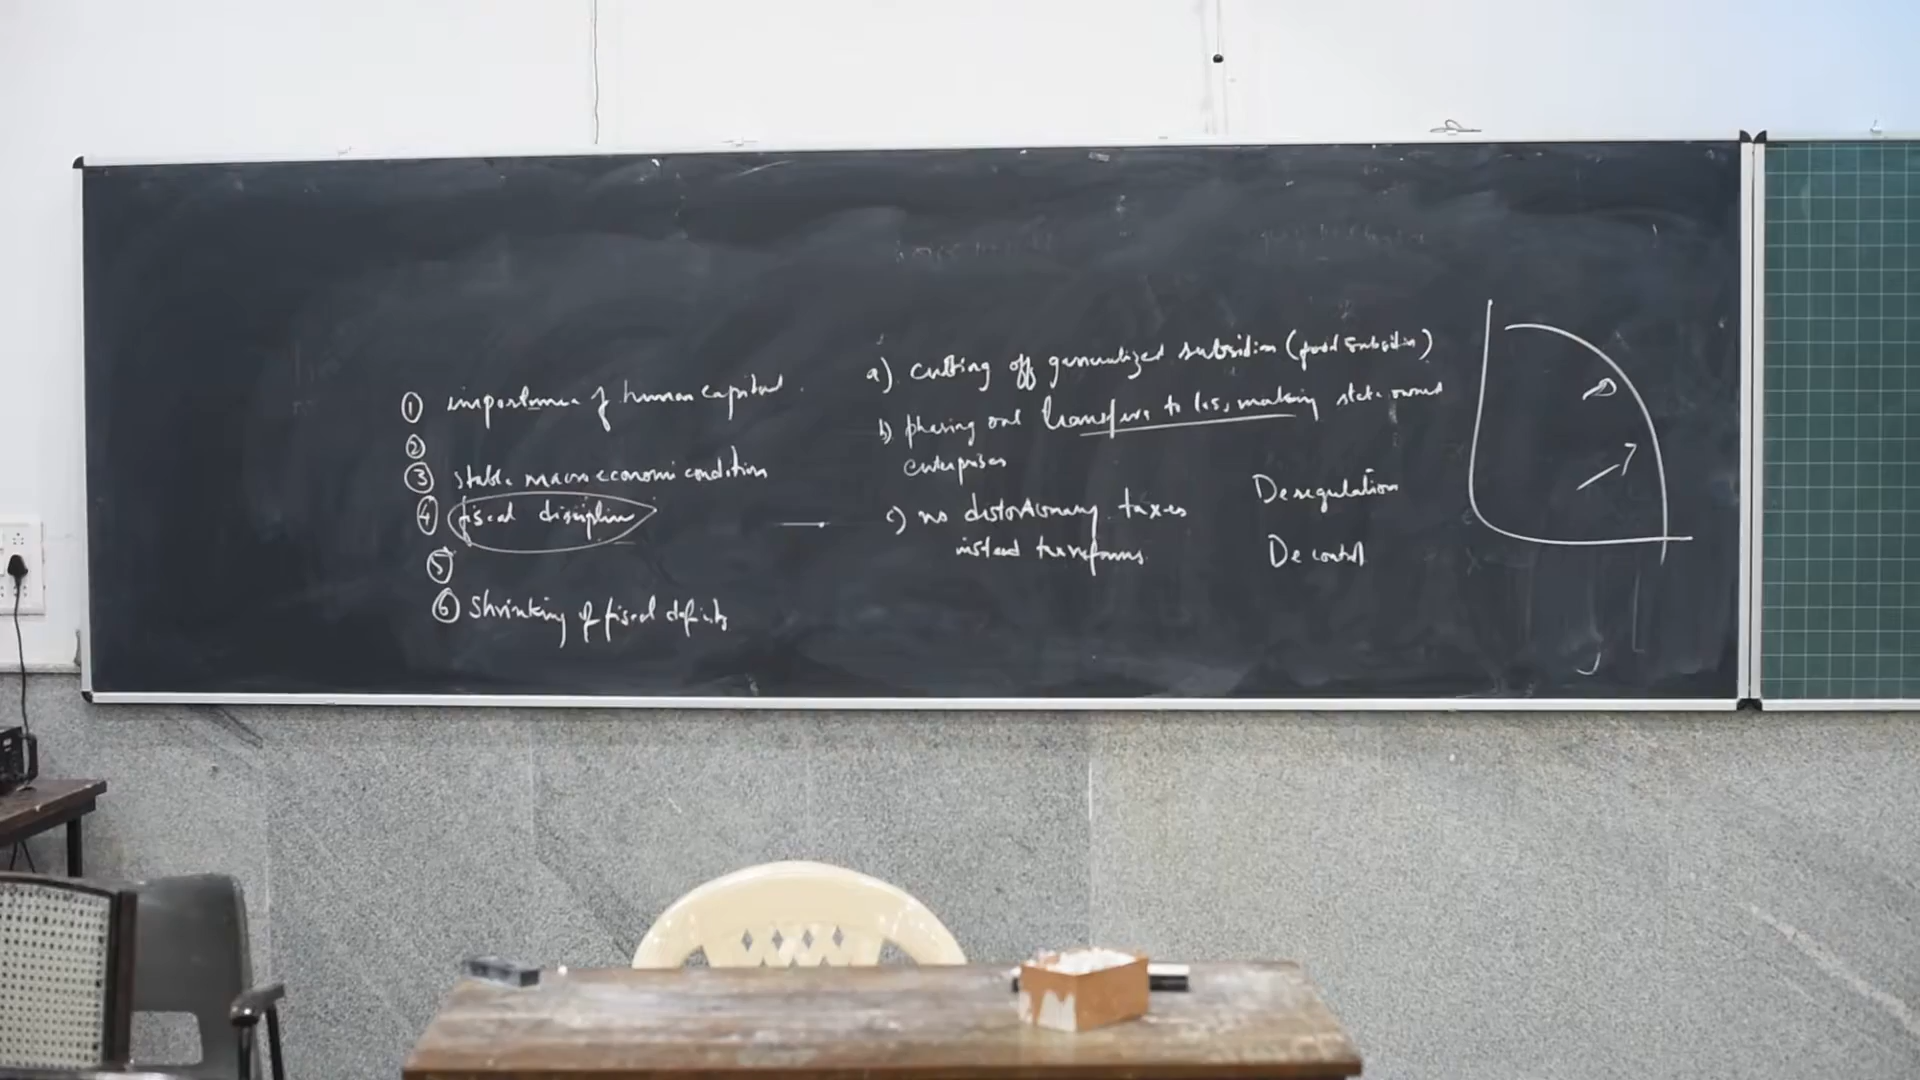 ① importance of human capital.
②
③ stable macro economic condition
④ fiscal discipline
⑤
⑥ Shrinking of fiscal deficits
a) cutting off generalized subsidies (food subsidies)
b) phasing out transfers to loss making state owned
enterprises
c) no distortionary taxes
instead tax reforms
Deregulation
Decontrol